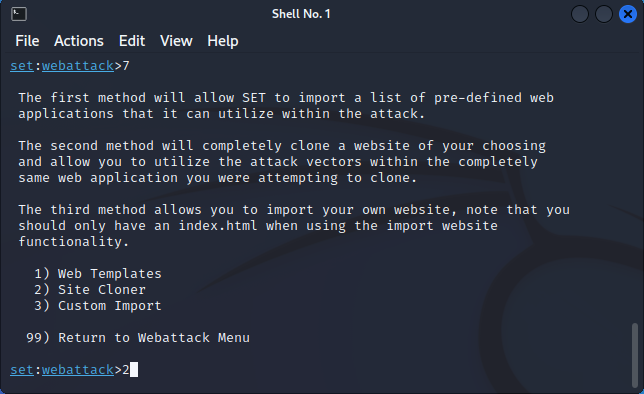 Shell No. 1
File Actions Edit View Help
set:webattack>7
The first method will allow SET to import a list of pre-defined web
applications that it can utilize within the attack.
The second method will completely clone a website of your choosing
and allow you to utilize the attack vectors within the completely
same web application you were attempting to clone.
The third method allows you to import your own website, note that you
should only have an index.html when using the import website
functionality.
1) Web Templates
2) Site Cloner
3) Custom Import
99) Return to Webattack Menu
set:webattack>2